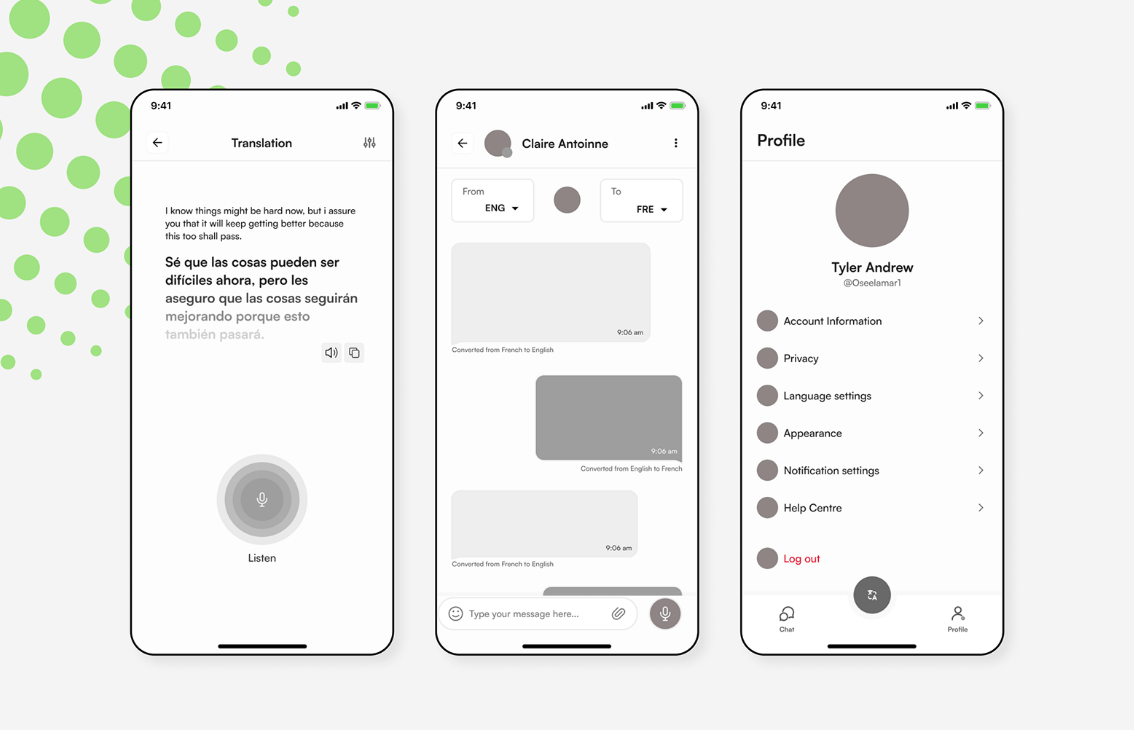 9:41
Translation
I know things might be hard now, but i assure
you that it will keep getting better because
this too shall pass.
Sé que las cosas pueden ser
difíciles ahora, pero les
aseguro que las cosas seguirán
mejorando porque esto
también pasará.
Listen
9:41
Claire Antoinne
From
ENG
To
FRE
9:06 am
Converted from French to English
9:06 am
Converted from English to French
9:06 am
Converted from French to English
Type your message here...
9:41
Profile
Tyler Andrew
@Oseelamar1
Account Information
Privacy
Language settings
Appearance
Notification settings
Help Centre
Log out
Chat
Profile